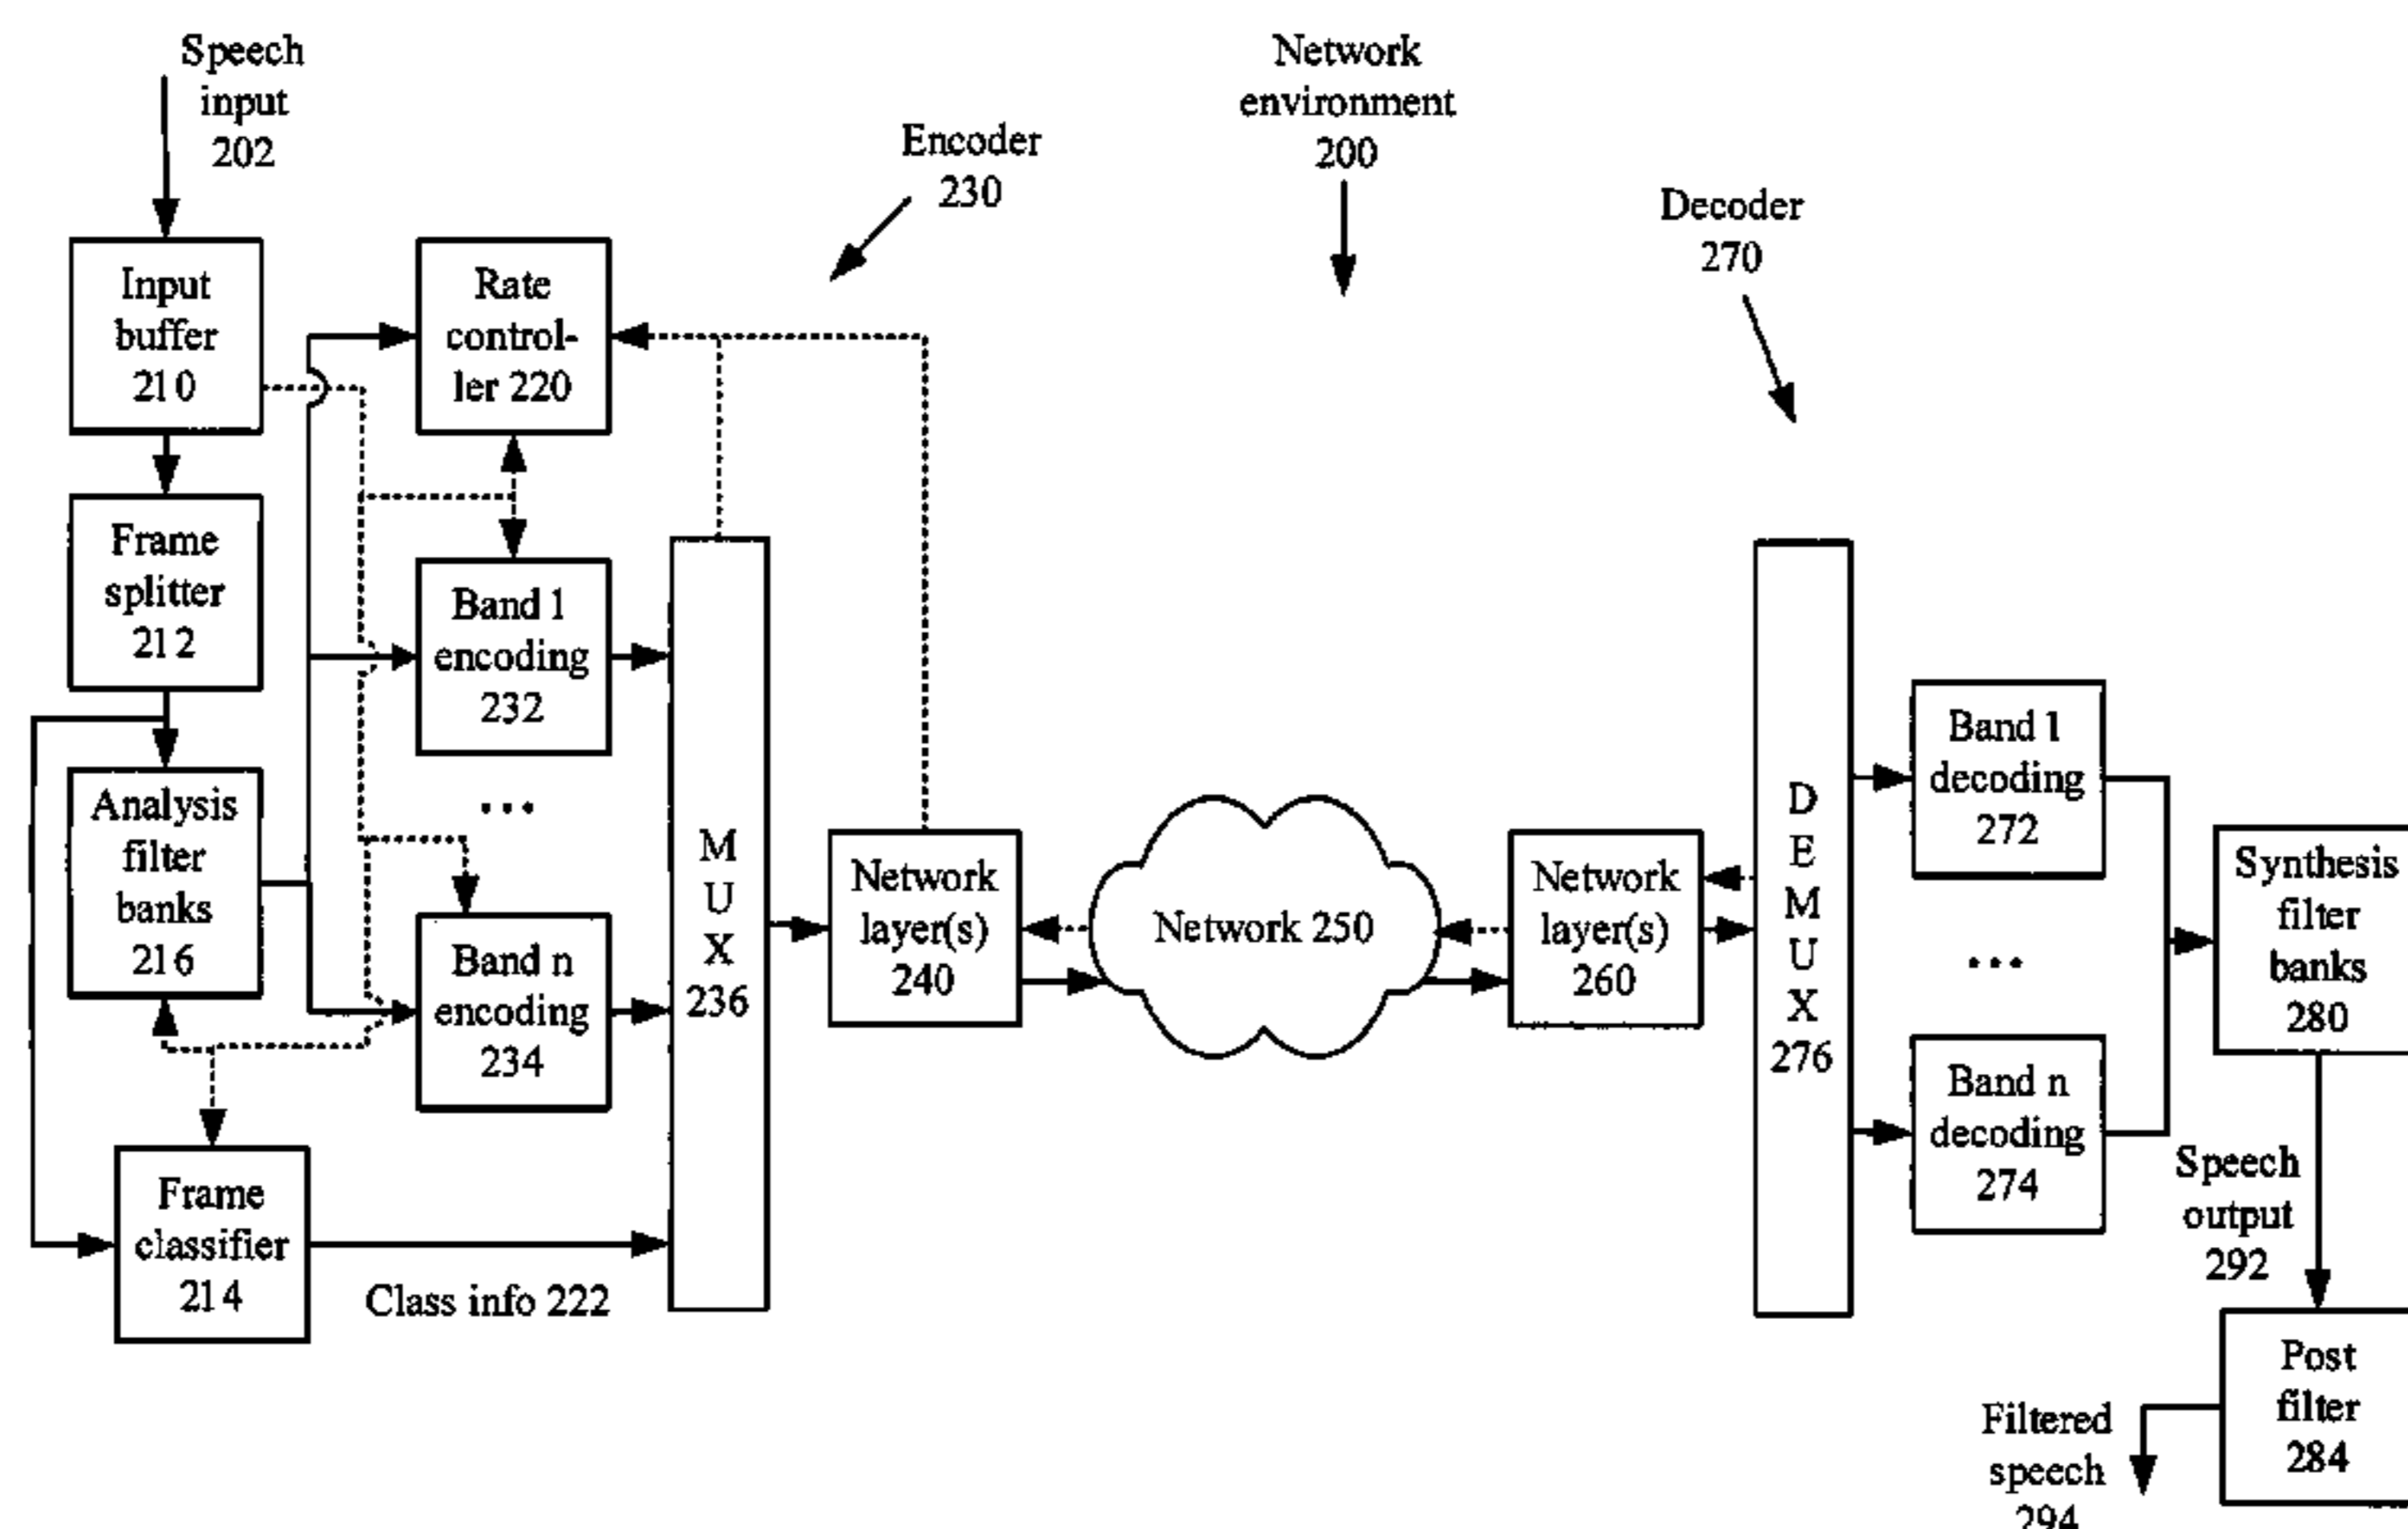 Speech
input
202
Network
environment
200
Encoder
230
Decoder
270
Input
buffer
210
Rate
control-
ler 220
Frame
splitter
212
Band 1
encoding
232
...
Analysis
filter
banks
216
Band n
encoding
234
Frame
classifier
214
Class info 222
M
U
X
236
Network
layer(s)
240
Network 250
Network
layer(s)
260
D
E
M
U
X
276
Band 1
decoding
272
...
Band n
decoding
274
Synthesis
filter
banks
280
Speech
output
292
Post
filter
284
Filtered
speech
294